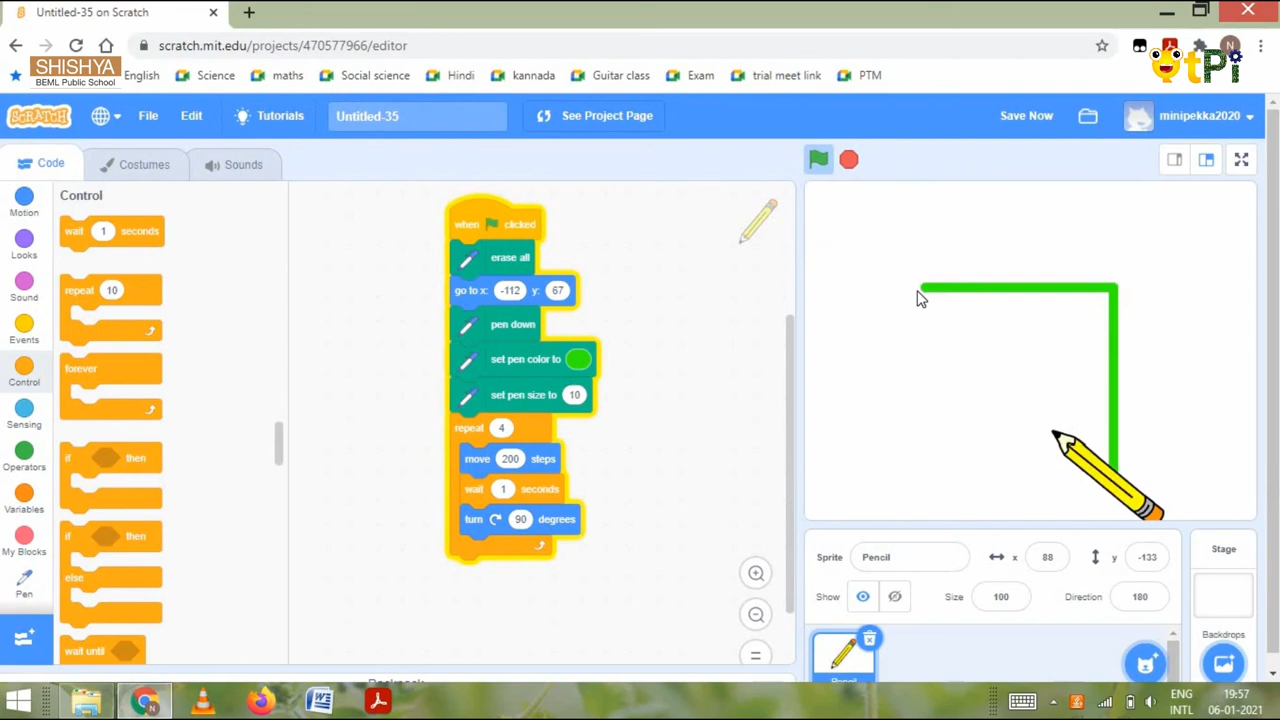 Untitled-35 on Scratch
scratch.mit.edu/projects/470577966/editor
SHISHYA
BEML Public School
English
Science
maths
Social science
Hindi
kannada
Guitar class
Exam
trial meet link
PTM
N
tPi
SCRATCH
File
Edit
Tutorials
Untitled-35
See Project Page
Save Now
minipekka2020
Code
Costumes
Sounds
Motion
Looks
Sound
Events
Control
Sensing
Operators
Variables
My Blocks
Pen
Control
wait 1 seconds
repeat 10
forever
if then
if then
else
wait until
when clicked
erase all
go to x: -112 y: 67
pen down
set pen color to
set pen size to 10
repeat 4
move 200 steps
wait 1 seconds
turn 90 degrees
Sprite Pencil x 88 y -133
Show Size 100 Direction 180
Pencil
Stage
Backdrops
Backpack
ENG
INTL
19:57
06-01-2021